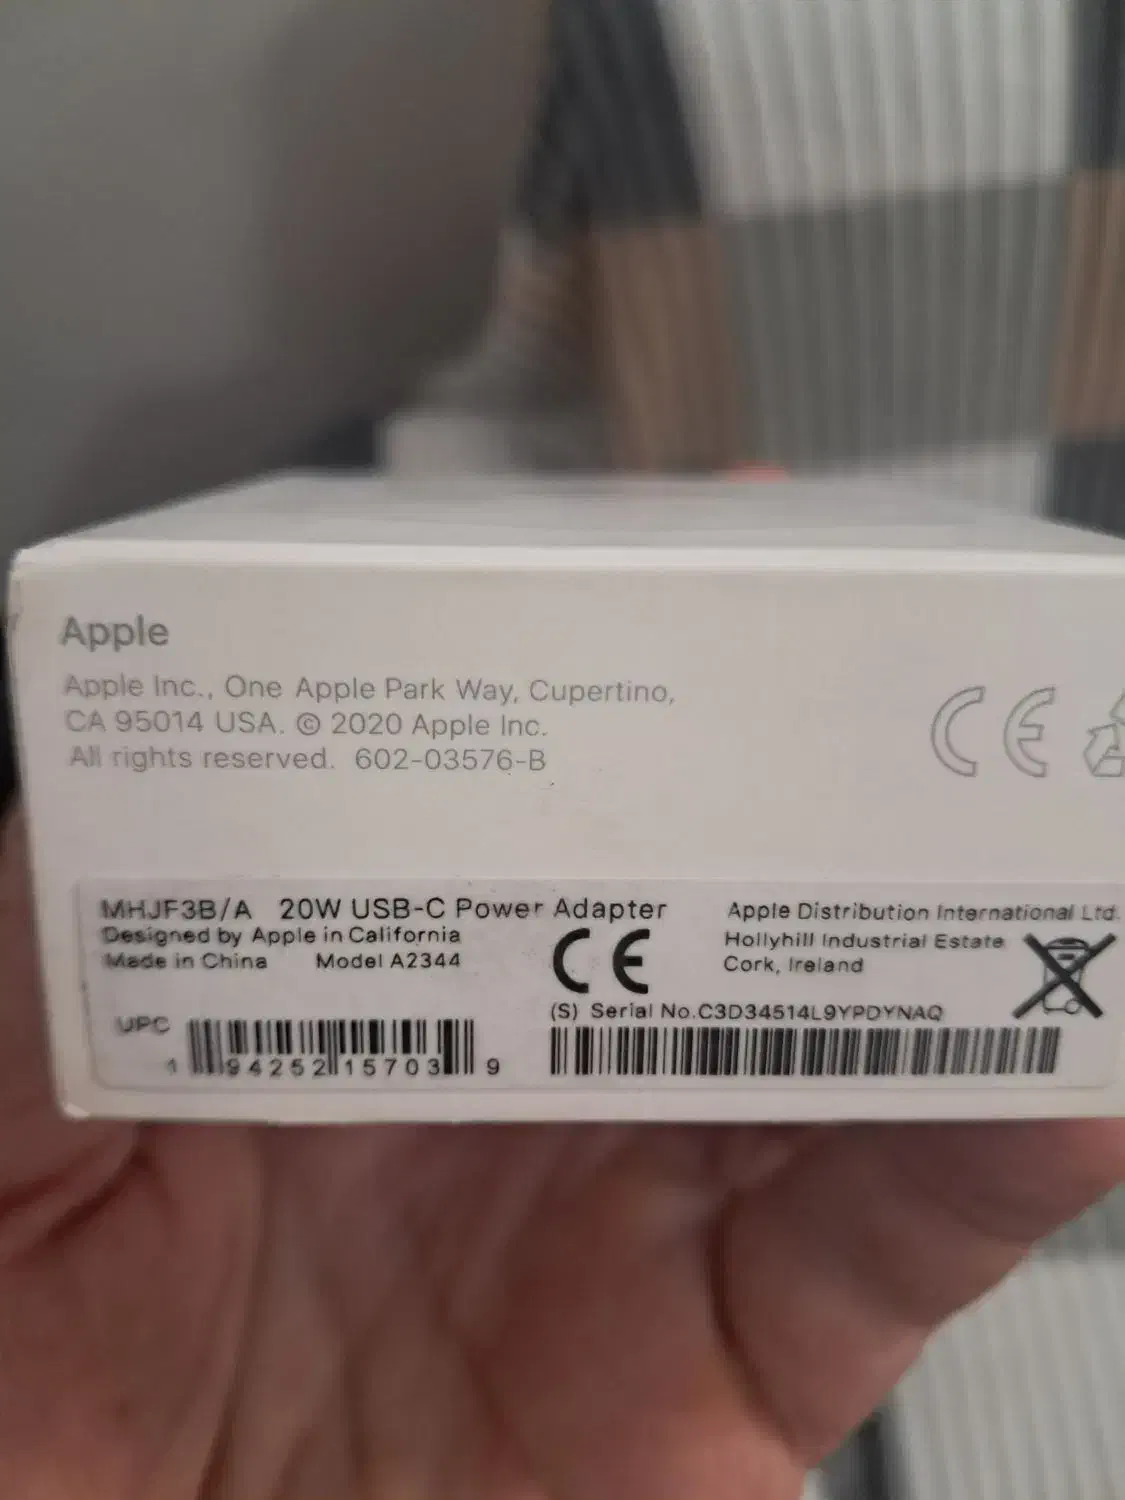 Apple
Apple Inc., One Apple Park Way, Cupertino,
CA 95014 USA. © 2020 Apple Inc.
All rights reserved. 602-03576-B
CE
MHJF3B/A 20W USB-C Power Adapter
Designed by Apple in California
Made in China Model A2344
CE
Apple Distribution International Ltd.
Hollyhill Industrial Estate
Cork, Ireland
UPC
1 94252 15703 9
(S) Serial No.C3D34514L9YPDYNAQ